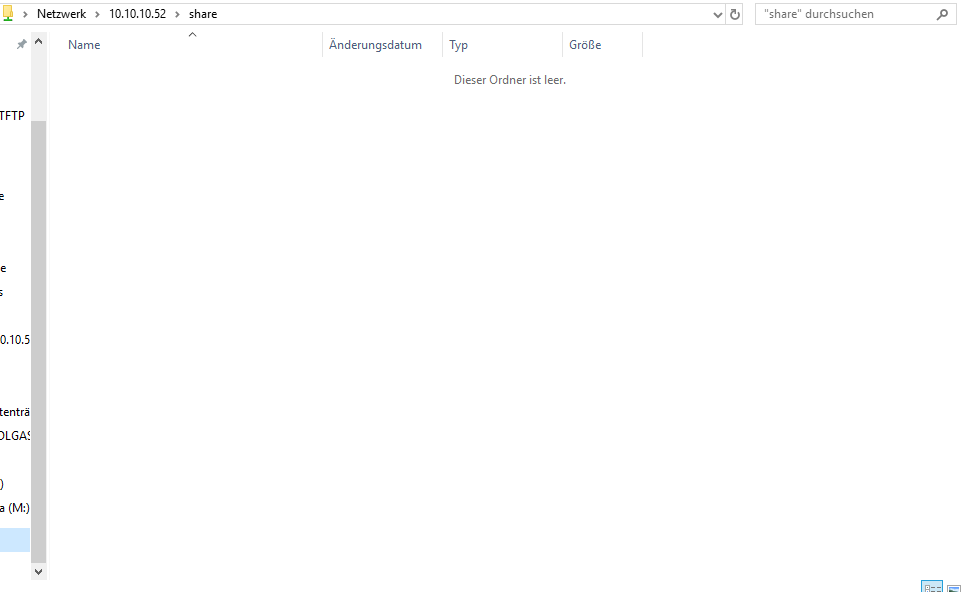 Netzwerk > 10.10.10.52 > share
"share" durchsuchen
Name Änderungsdatum Typ Größe
Dieser Ordner ist leer.
TFTP
e
e
s
0.10.5
tenträ
OLGAS
)
a (M:)